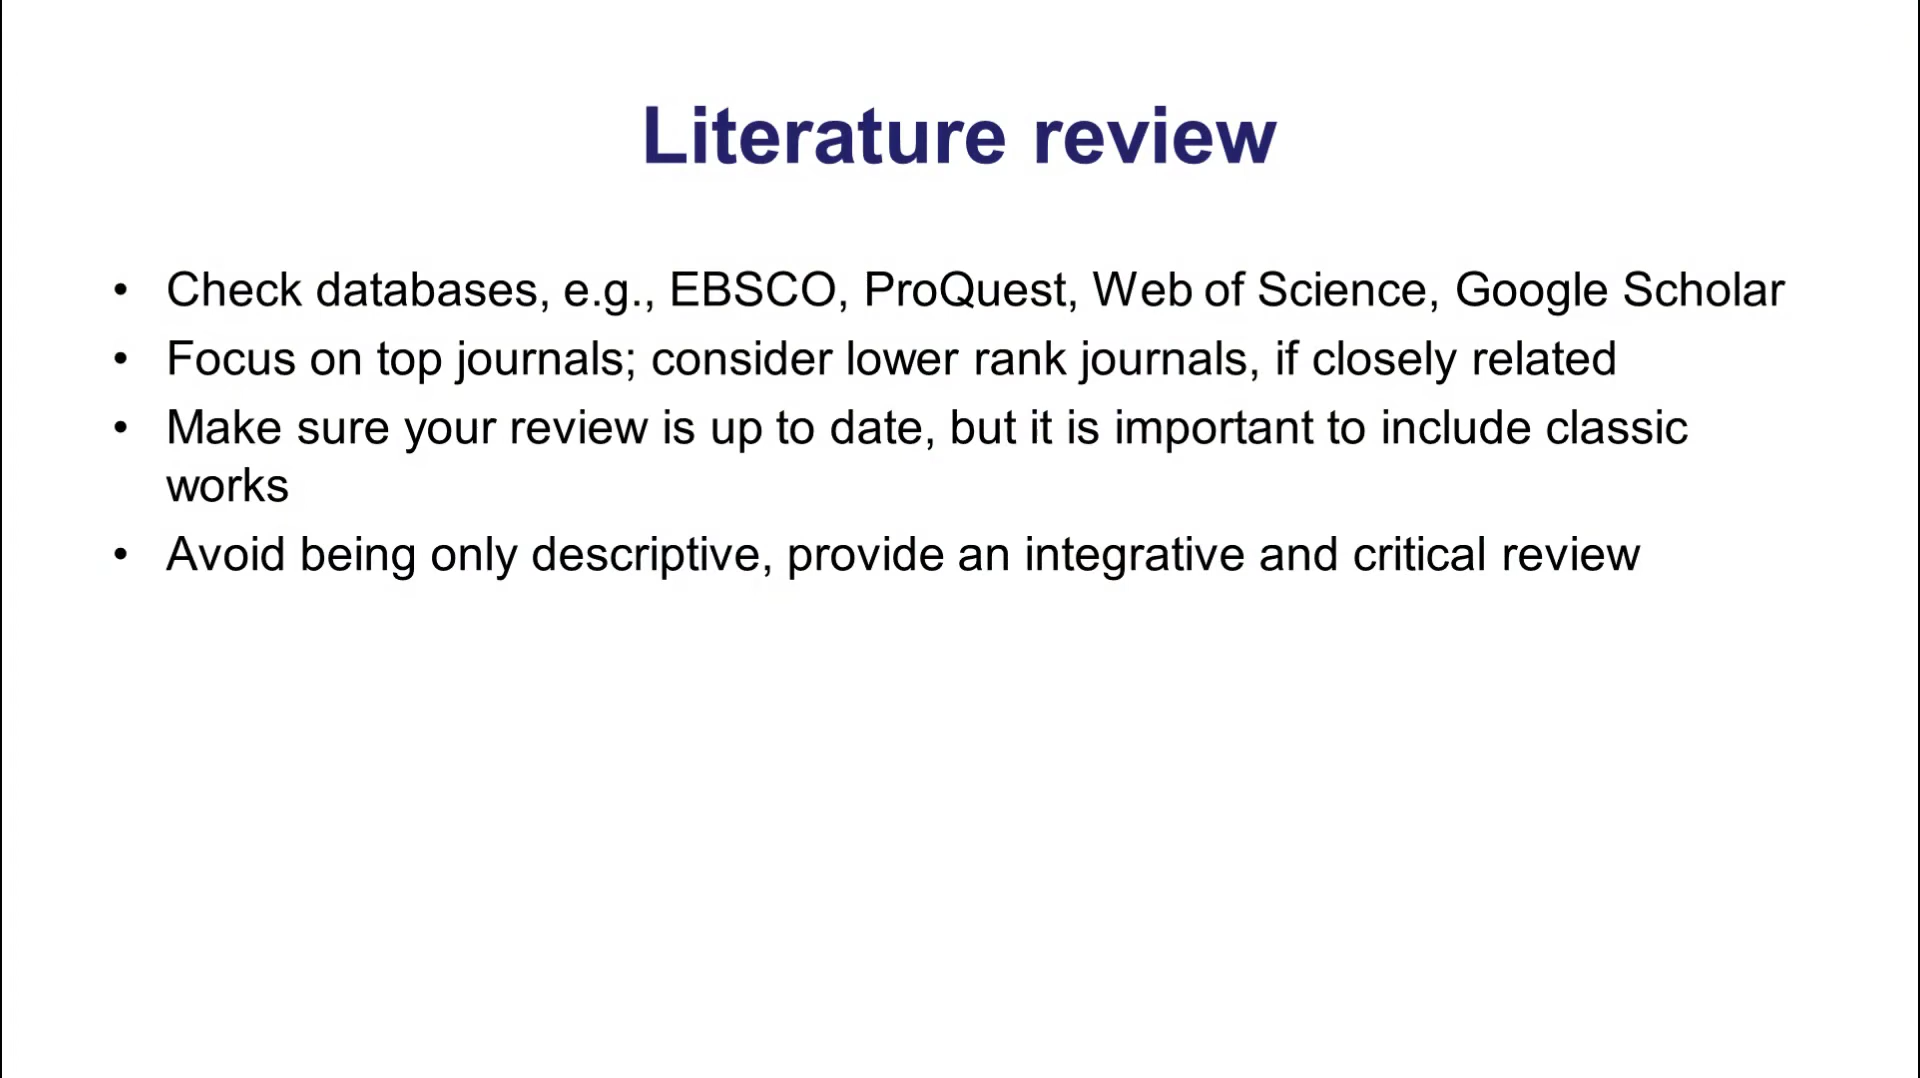 Literature review
• Check databases, e.g., EBSCO, ProQuest, Web of Science, Google Scholar
• Focus on top journals; consider lower rank journals, if closely related
• Make sure your review is up to date, but it is important to include classic
works
• Avoid being only descriptive, provide an integrative and critical review